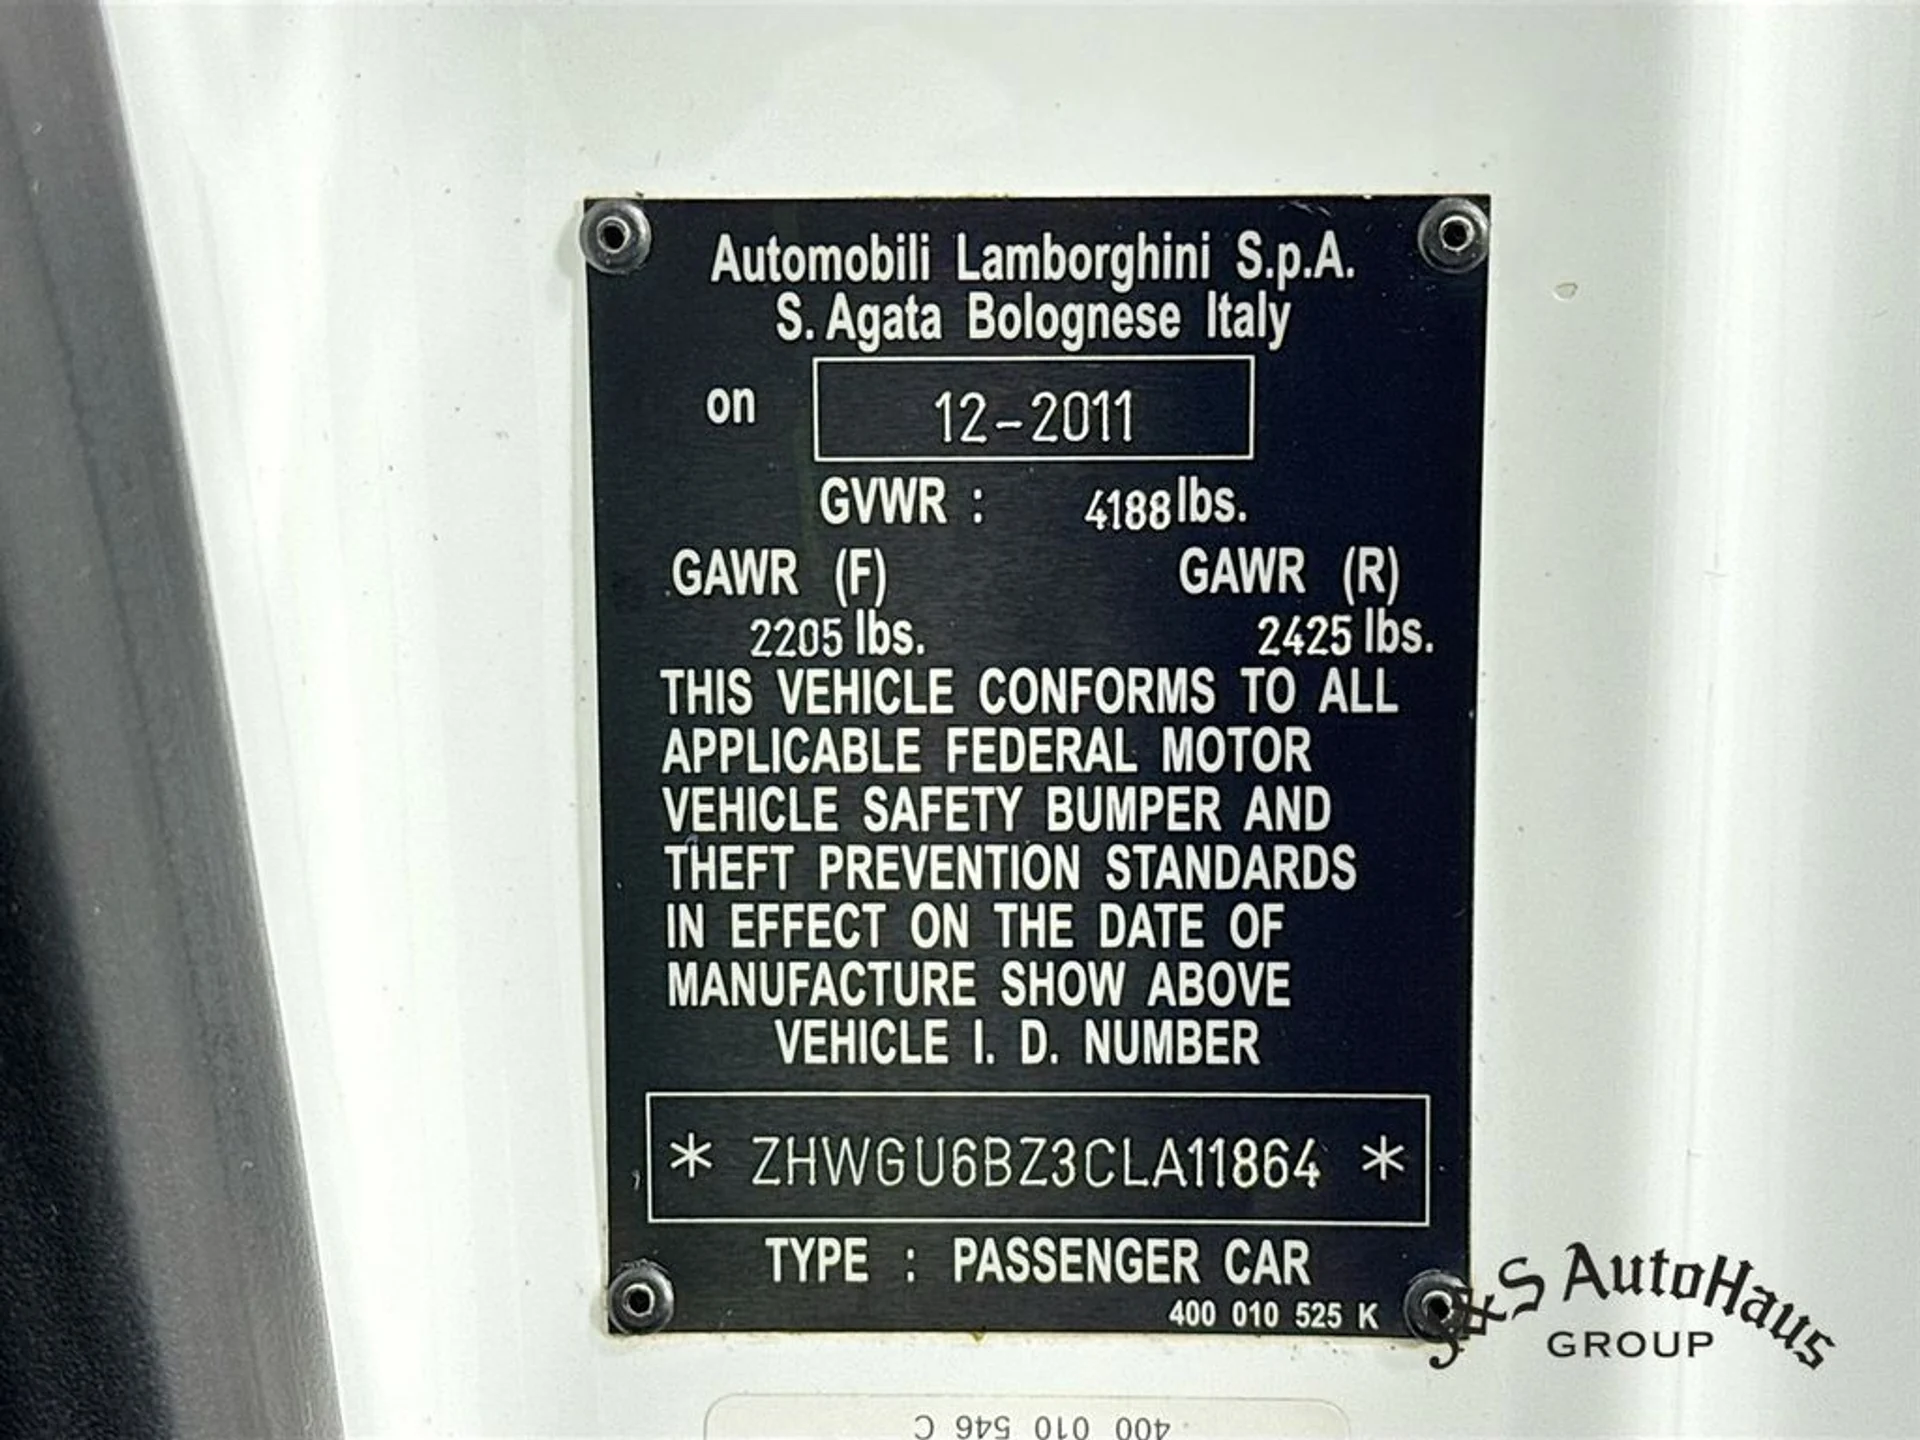 Automobili Lamborghini S.p.A.
S. Agata Bolognese Italy
on 12-2011
GVWR : 4188 lbs.
GAWR (F) GAWR (R)
2205 lbs. 2425 lbs.
THIS VEHICLE CONFORMS TO ALL
APPLICABLE FEDERAL MOTOR
VEHICLE SAFETY BUMPER AND
THEFT PREVENTION STANDARDS
IN EFFECT ON THE DATE OF
MANUFACTURE SHOW ABOVE
VEHICLE I. D. NUMBER
* ZHWGU6BZ3CLA11864 *
TYPE : PASSENGER CAR
400 010 525 K
400 010 546 C
AutoHaus
GROUP